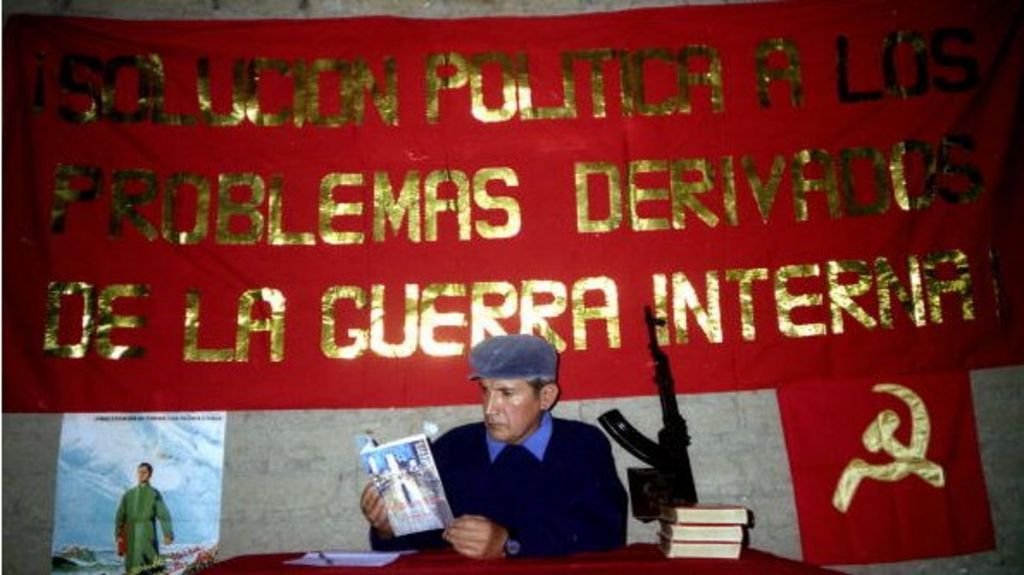 ¡SOLUCION POLITICA A LOS
PROBLEMAS DERIVADOS
DE LA GUERRA INTERNA!